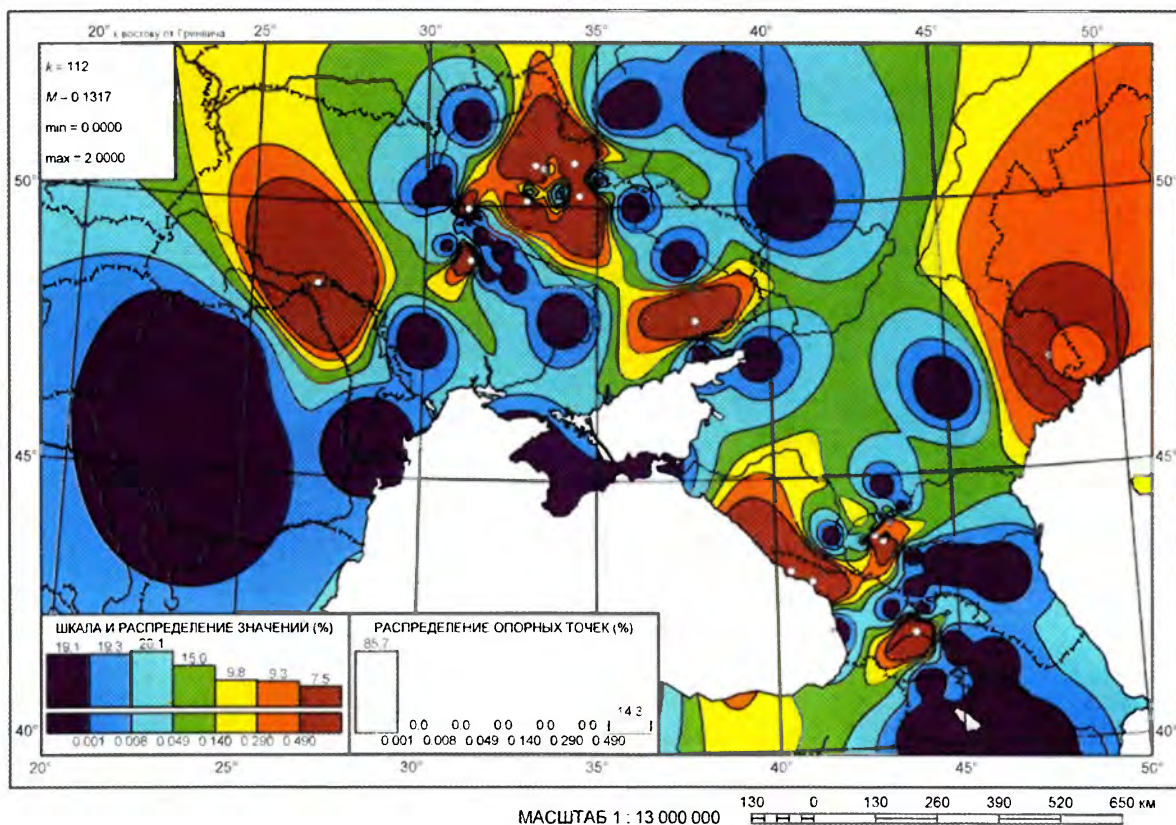 20° к востоку от Гринвича 25° 30° 35° 40° 45° 50°
k = 112
M - 0 1317
min = 0 0000
max = 2 0000
50° 50°
45° 45°
40° 40°
ШКАЛА И РАСПРЕДЕЛЕНИЕ ЗНАЧЕНИЙ (%)
19.1 19.3 20.1 15.0 9.8 9.3 7.5
0.001 0.008 0.049 0.140 0.290 0.490
РАСПРЕДЕЛЕНИЕ ОПОРНЫХ ТОЧЕК (%)
85.7 0.0 0.0 0.0 0.0 0.0 14.3
0.001 0.008 0.049 0.140 0.290 0.490
20° 25° 30° 35° 40° 45° 50°
МАСШТАБ 1 : 13 000 000 130 0 130 260 390 520 650 км